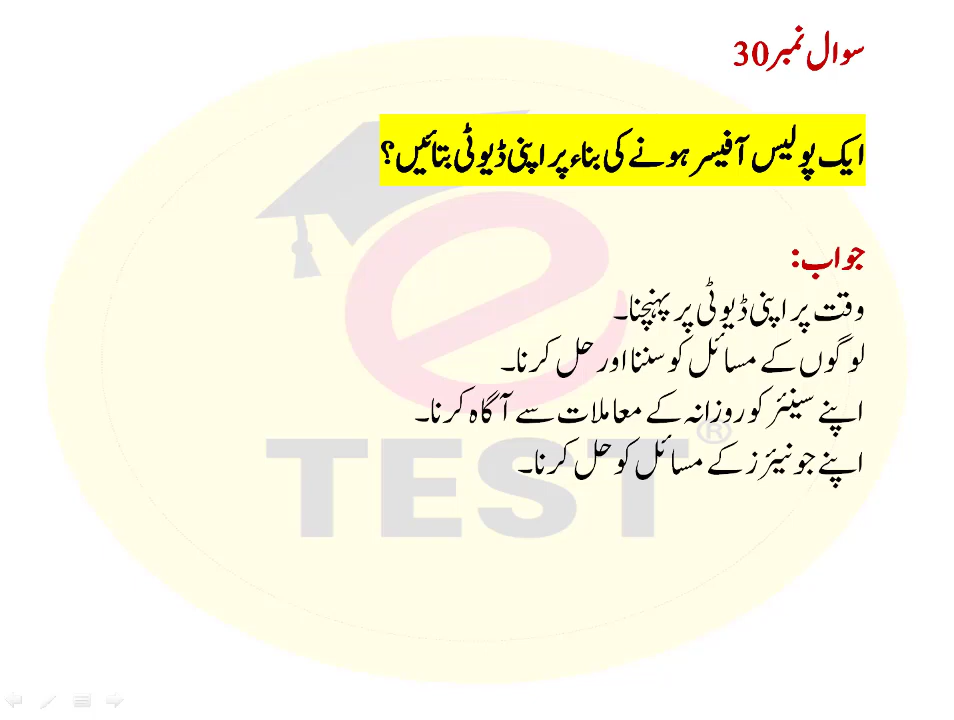 سوال نمبر30
ایک پولیس آفیسر ہونے کی بناء پر اپنی ڈیوٹی بتائیں؟
جواب:
وقت پر اپنی ڈیوٹی پر پہنچنا۔
لوگوں کے مسائل کو سننا اور حل کرنا۔
اپنے سینئر کو روزانہ کے معاملات سے آگاہ کرنا۔
اپنے جونیئرز کے مسائل کو حل کرنا۔
e
TEST®